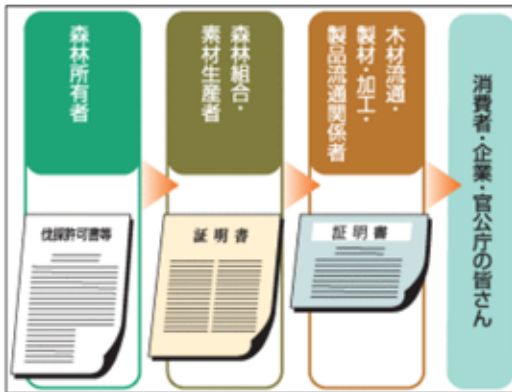 森林所有者
伐採許可書等
森林組合・
素材生産者
証明書
木材流通・
製材・加工・
製品流通関係者
証明書
消費者・企業・官公庁の皆さん